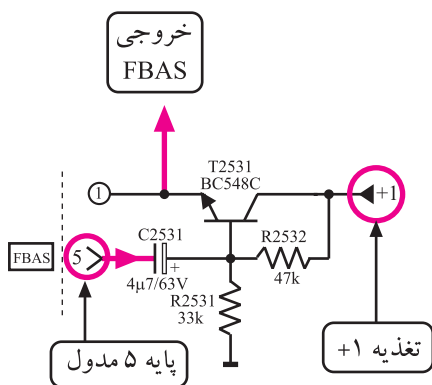 خروجی
FBAS
T2531
BC548C
1
+1
C2531
R2532
FBAS
5
+
4µ7/63V
47k
R2531
33k
پایه ۵ مدول
تغذیه ۱+